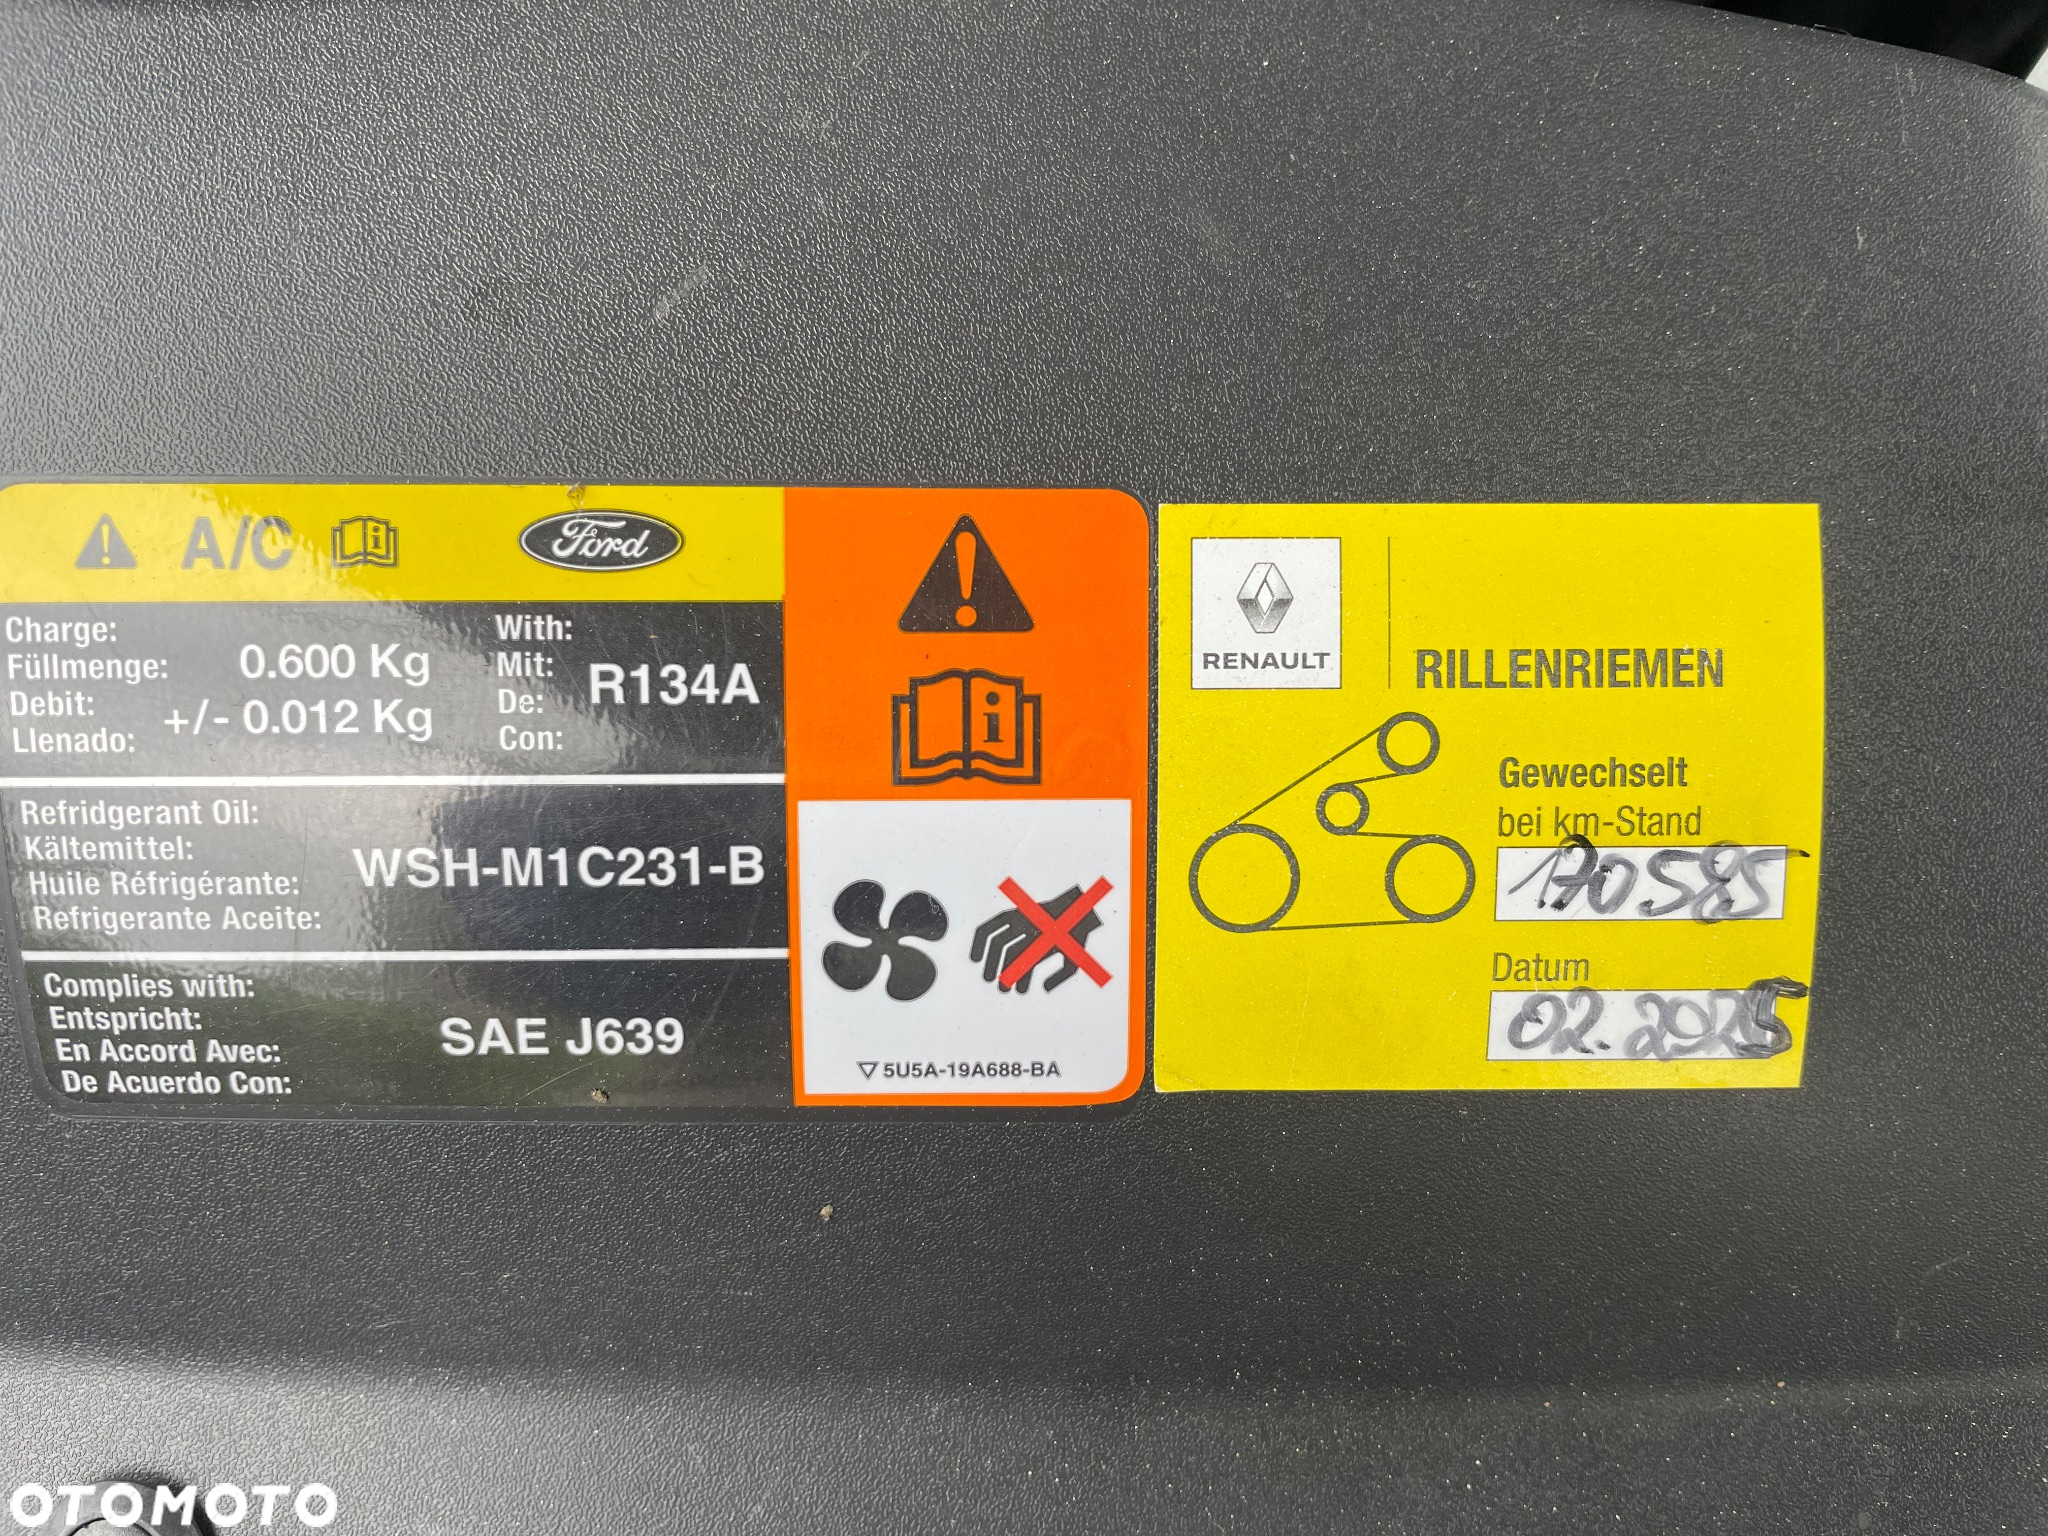 A/C
Ford
Charge:
Füllmenge:
Debit:
Llenado:
0.600 Kg
+/- 0.012 Kg
With:
Mit:
De:
Con:
R134A
Refridgerant Oil:
Kältemittel:
Huile Réfrigérante:
Refrigerante Aceite:
WSH-M1C231-B
Complies with:
Entspricht:
En Accord Avec:
De Acuerdo Con:
SAE J639
5U5A-19A688-BA
RENAULT
RILLENRIEMEN
Gewechselt
bei km-Stand
170 585
Datum
02.2025
OTOMOTO